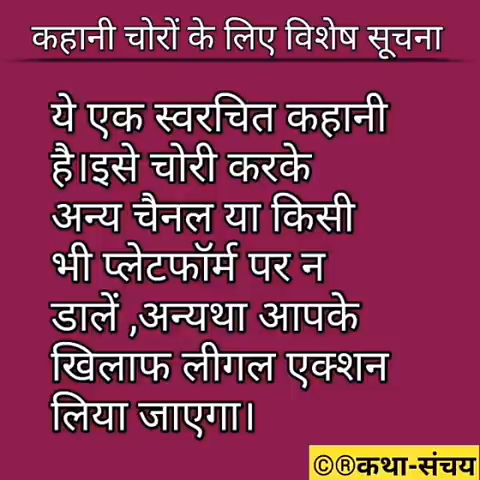 कहानी चोरों के लिए विशेष सूचना
ये एक स्वरचित कहानी
है।इसे चोरी करके
अन्य चैनल या किसी
भी प्लेटफॉर्म पर न
डालें ,अन्यथा आपके
खिलाफ लीगल एक्शन
लिया जाएगा।
©®कथा-संचय